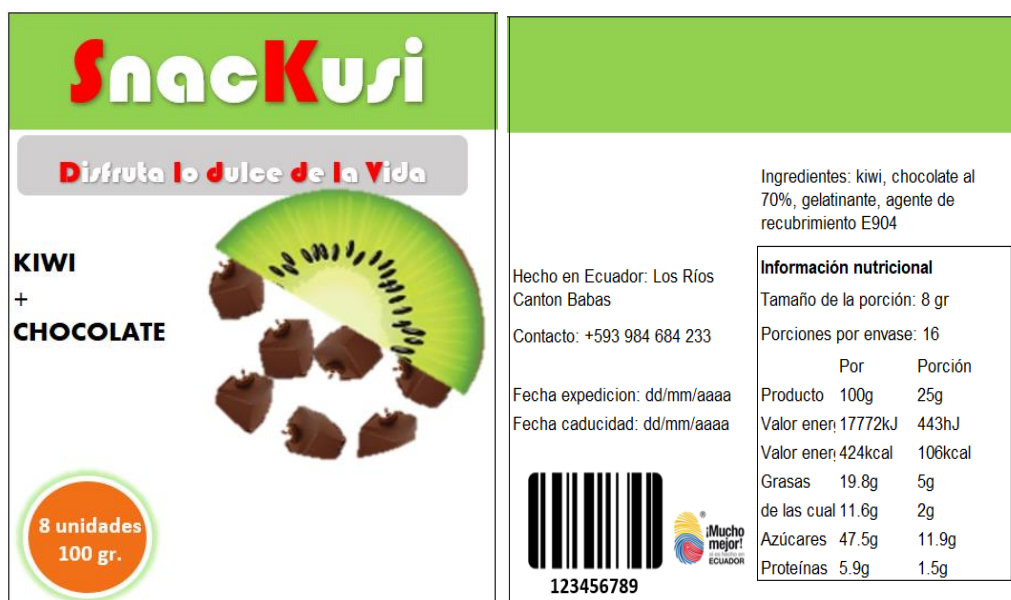 SnacKusi
Disfruta lo dulce de la Vida
KIWI
+
CHOCOLATE
8 unidades
100 gr.
Ingredientes: kiwi, chocolate al
70%, gelatinante, agente de
recubrimiento E904
Hecho en Ecuador: Los Ríos
Canton Babas
Contacto: +593 984 684 233
Fecha expedicion: dd/mm/aaaa
Fecha caducidad: dd/mm/aaaa
123456789
¡Mucho
mejor!
si es hecho en
ECUADOR
Información nutricional
Tamaño de la porción: 8 gr
Porciones por envase: 16
Por Porción
Producto 100g 25g
Valor ener 17772kJ 443hJ
Valor ener 424kcal 106kcal
Grasas 19.8g 5g
de las cual 11.6g 2g
Azúcares 47.5g 11.9g
Proteínas 5.9g 1.5g